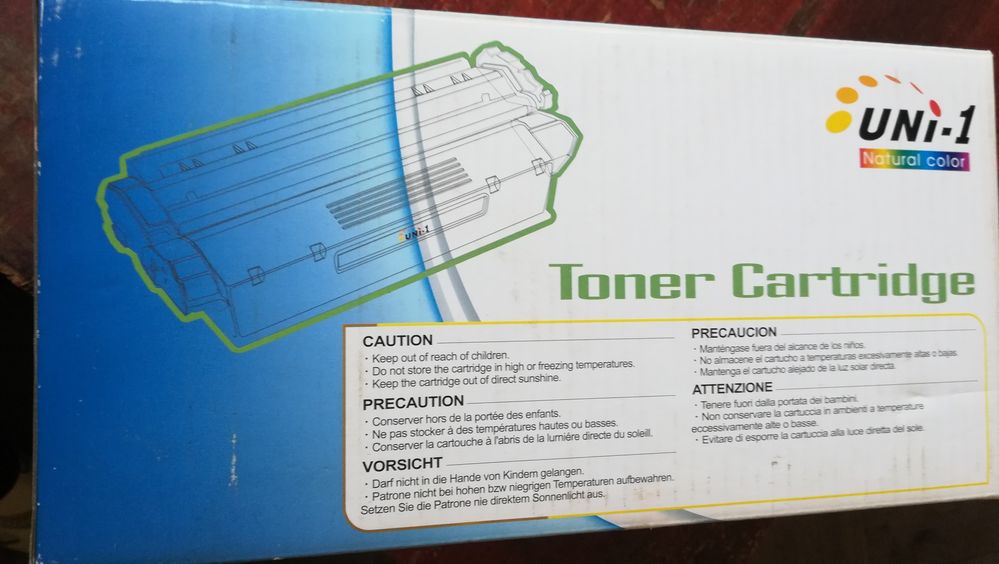 UNi-1
Natural color
UNi-1
Toner Cartridge
CAUTION
· Keep out of reach of children.
· Do not store the cartridge in high or freezing temperatures.
· Keep the cartridge out of direct sunshine.
PRECAUTION
· Conserver hors de la portée des enfants.
· Ne pas stocker à des températures hautes ou basses.
· Conserver la cartouche à l'abris de la lumiére directe du soleill.
VORSICHT
· Darf nicht in die Hande von Kindern gelangen.
· Patrone nicht bei hohen bzw niegrigen Temperaturen aufbewahren.
Setzen Sie die Patrone nie direktem Sonnenlicht aus.
PRECAUCION
· Manténgase fuera del alcance de los niños.
· No almacene el cartucho a temperaturas excesivamente altas o bajas.
· Mantenga el cartucho alejado de la luz solar directa.
ATTENZIONE
· Tenere fuori dalla portata dei bambini.
· Non conservare la cartuccia in ambienti a temperature
eccessivamente alte o basse.
· Evitare di esporre la cartuccia alla luce diretta del sole.